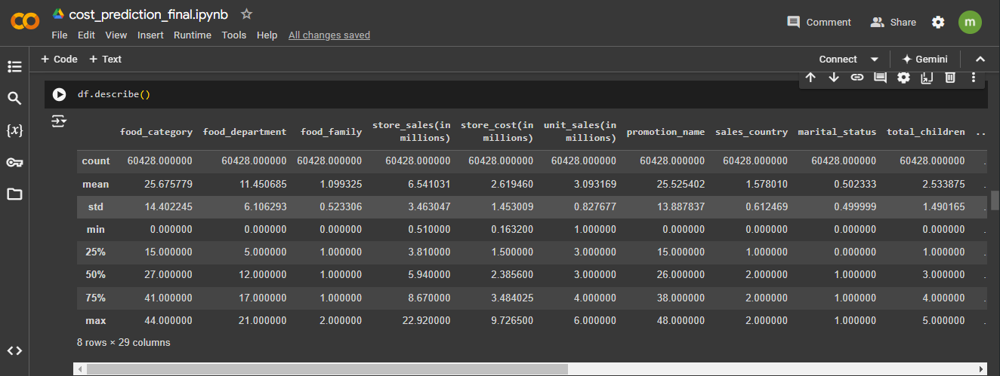 cost_prediction_final.ipynb
File Edit View Insert Runtime Tools Help All changes saved
Comment Share m
+ Code + Text Connect Gemini
{x}
df.describe()
food_category food_department food_family store_sales(in millions) store_cost(in millions) unit_sales(in millions) promotion_name sales_country marital_status total_children ..
count 60428.000000 60428.000000 60428.000000 60428.000000 60428.000000 60428.000000 60428.000000 60428.000000 60428.000000 60428.000000 .
mean 25.675779 11.450685 1.099325 6.541031 2.619460 3.093169 25.525402 1.578010 0.502333 2.533875 .
std 14.402245 6.106293 0.523306 3.463047 1.453009 0.827677 13.887837 0.612469 0.499999 1.490165 .
min 0.000000 0.000000 0.000000 0.510000 0.163200 1.000000 0.000000 0.000000 0.000000 0.000000 .
25% 15.000000 5.000000 1.000000 3.810000 1.500000 3.000000 15.000000 1.000000 0.000000 1.000000 .
50% 27.000000 12.000000 1.000000 5.940000 2.385600 3.000000 26.000000 2.000000 1.000000 3.000000 .
75% 41.000000 17.000000 1.000000 8.670000 3.484025 4.000000 38.000000 2.000000 1.000000 4.000000 .
max 44.000000 21.000000 2.000000 22.920000 9.726500 6.000000 48.000000 2.000000 1.000000 5.000000 .
8 rows × 29 columns